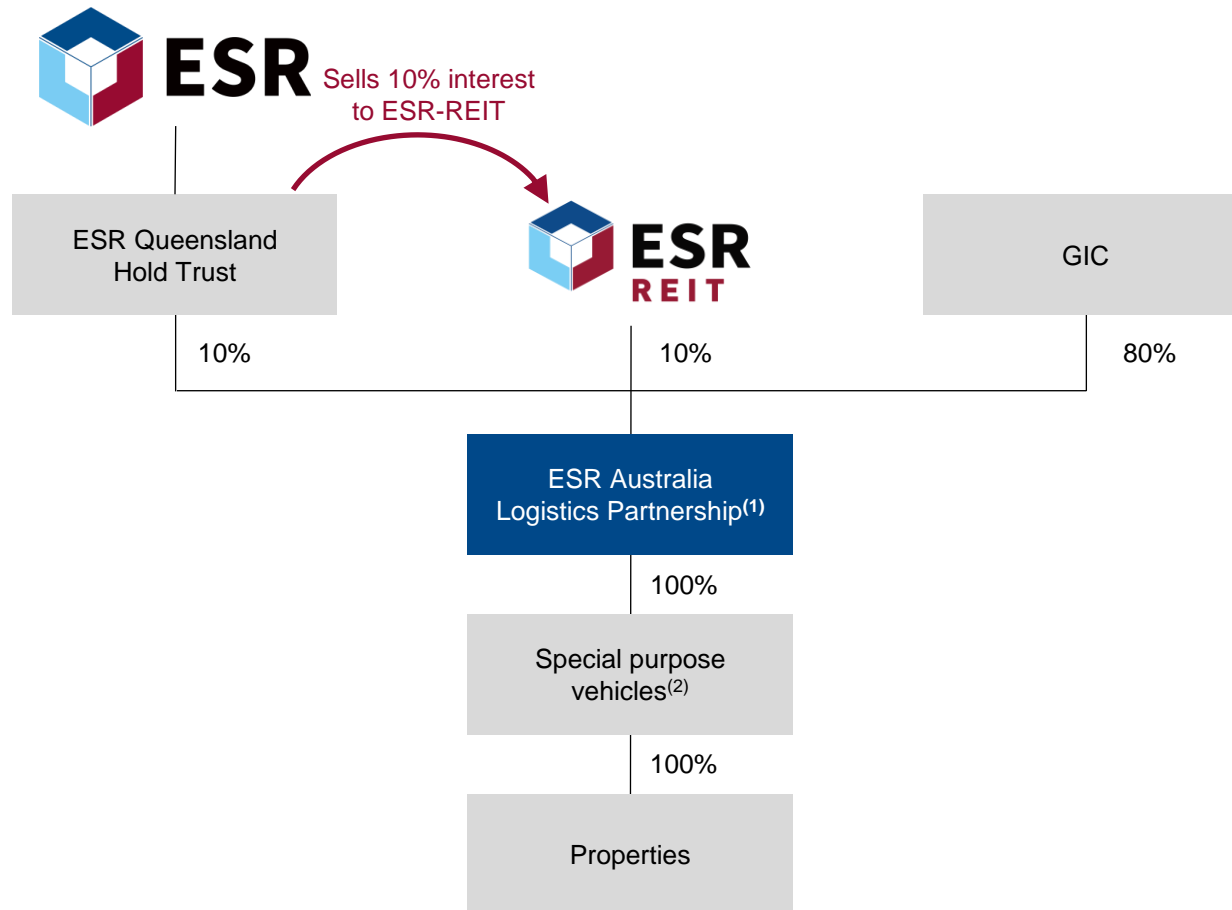 ESR
Sells 10% interest
to ESR-REIT
ESR Queensland
Hold Trust
ESR
REIT
GIC
10%
10%
80%
ESR Australia
Logistics Partnership(1)
100%
Special purpose
vehicles(2)
100%
Properties